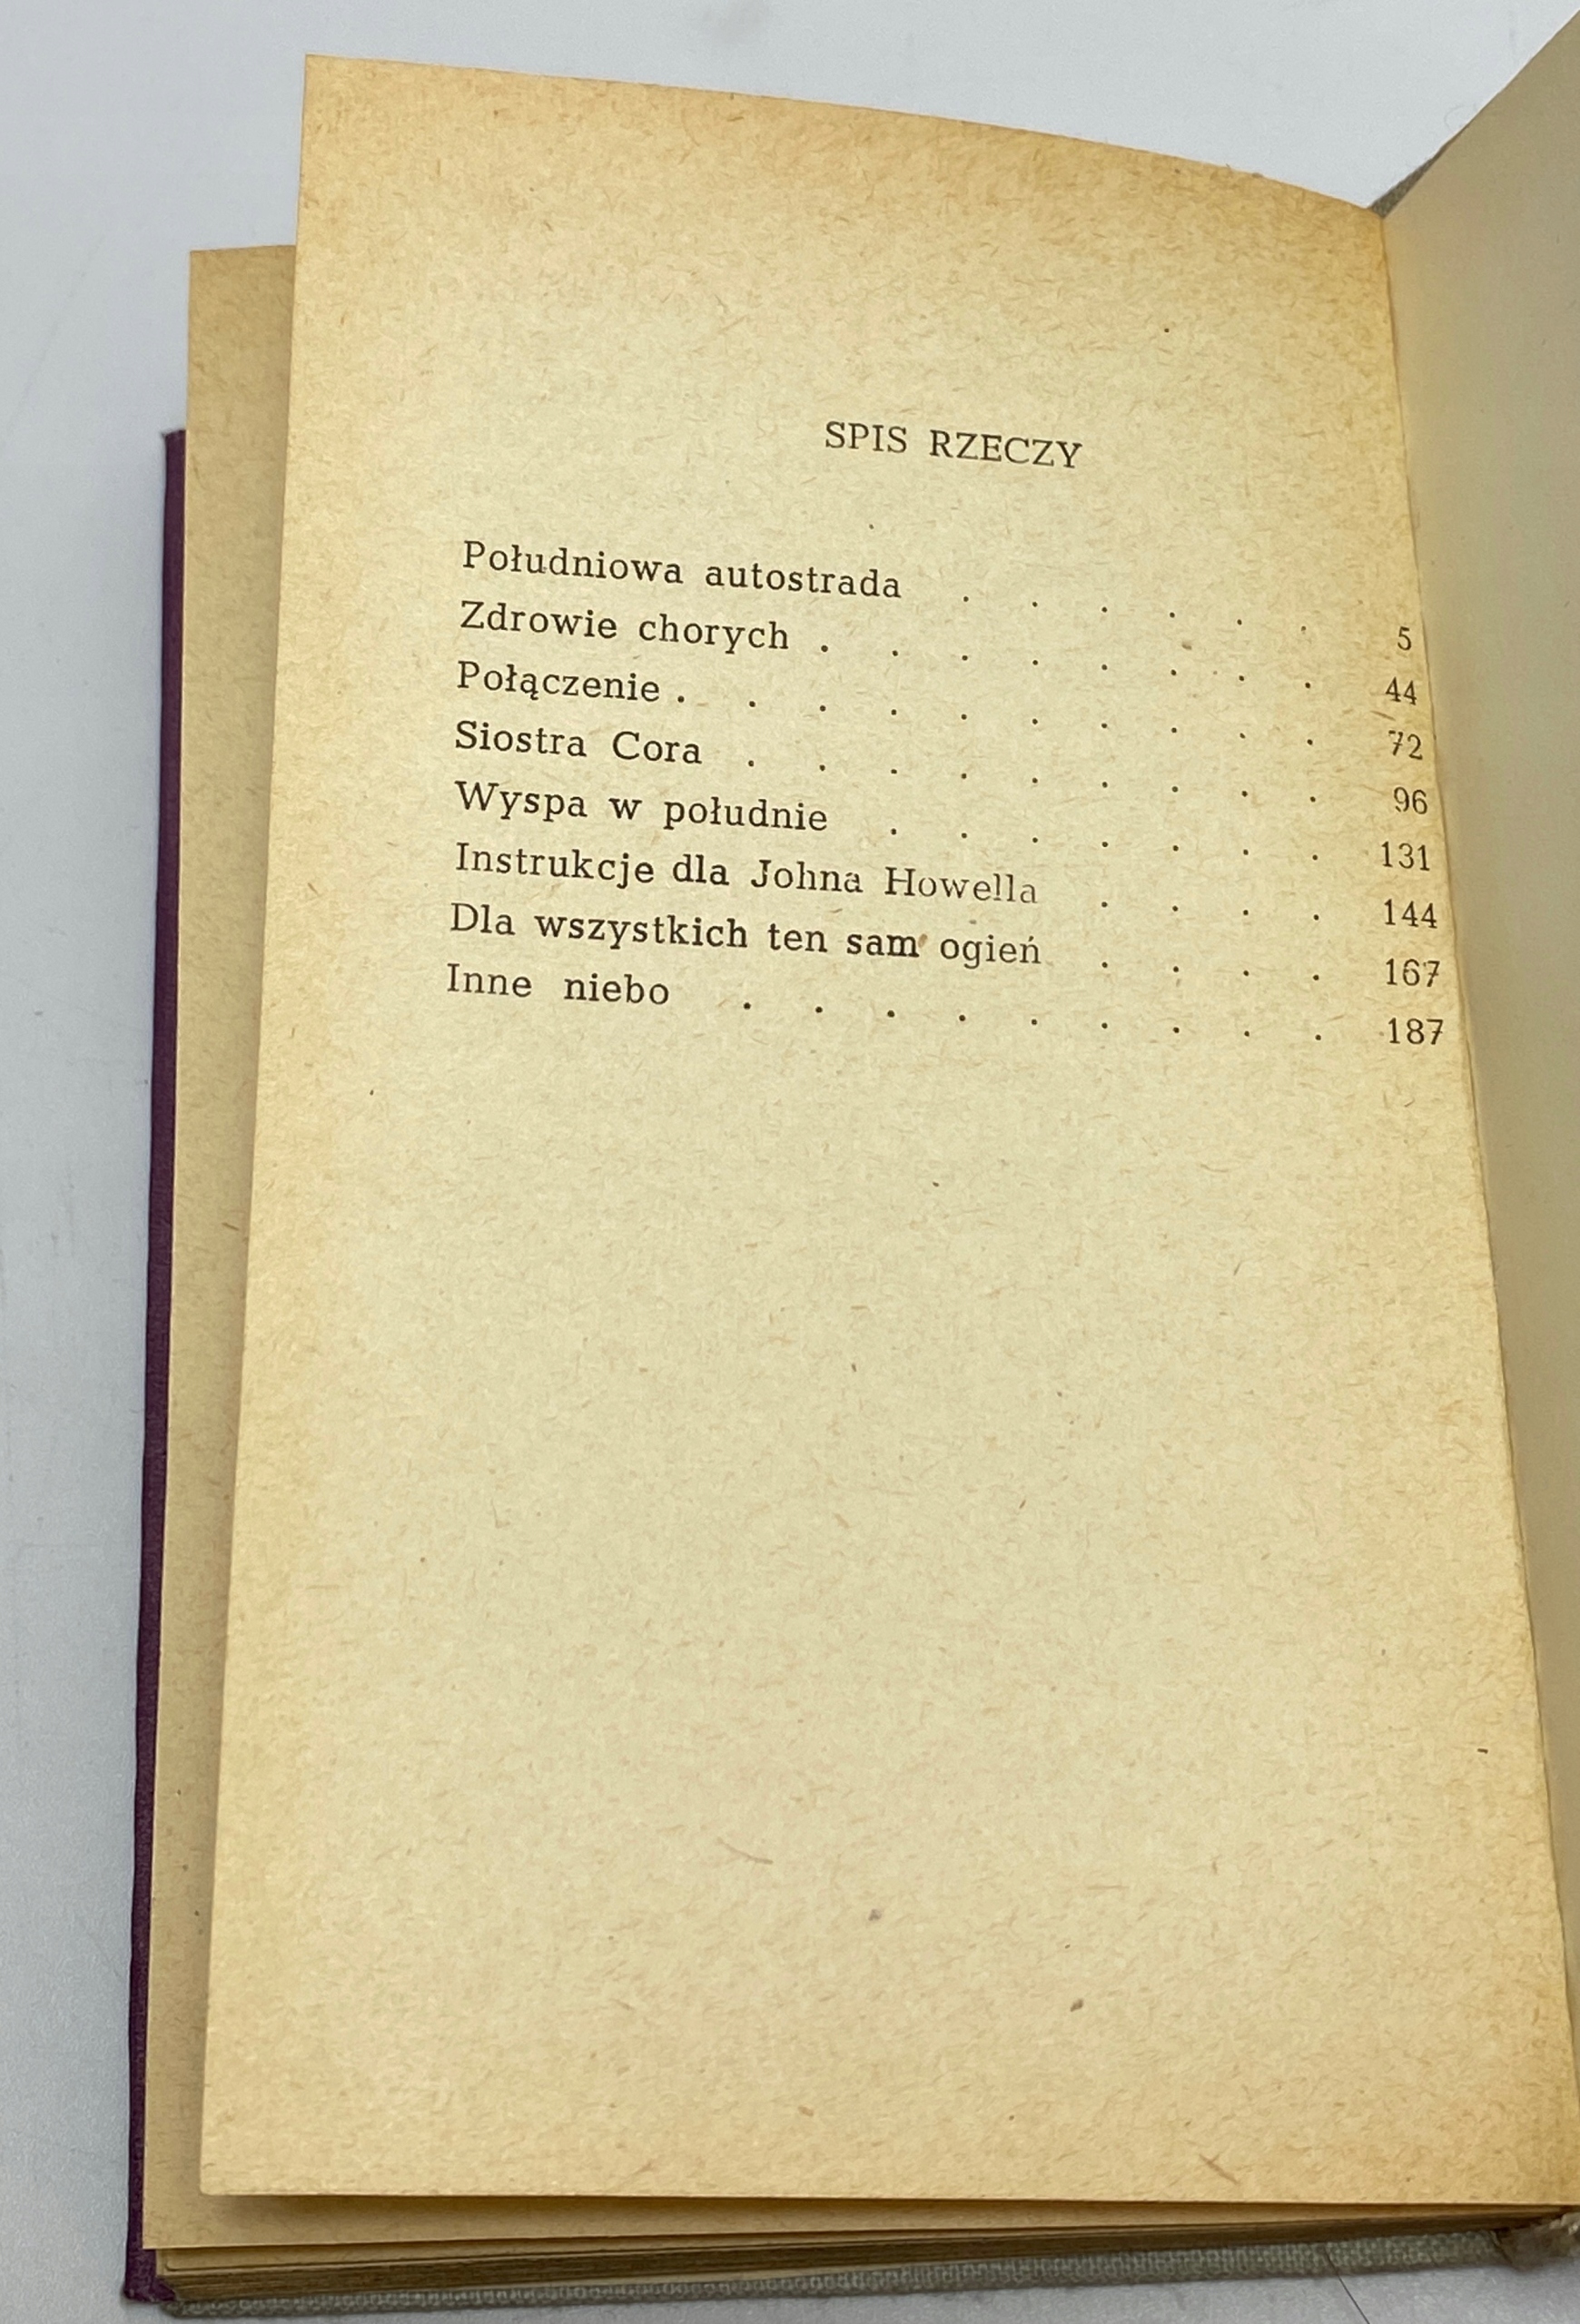 SPIS RZECZY
Południowa autostrada . . . . . . 5
Zdrowie chorych . . . . . . . . 44
Połączenie . . . . . . . . . . 72
Siostra Cora . . . . . . . . . 96
Wyspa w południe . . . . . . . 131
Instrukcje dla Johna Howella . . . . 144
Dla wszystkich ten sam ogień . . . . 167
Inne niebo . . . . . . . . . 187